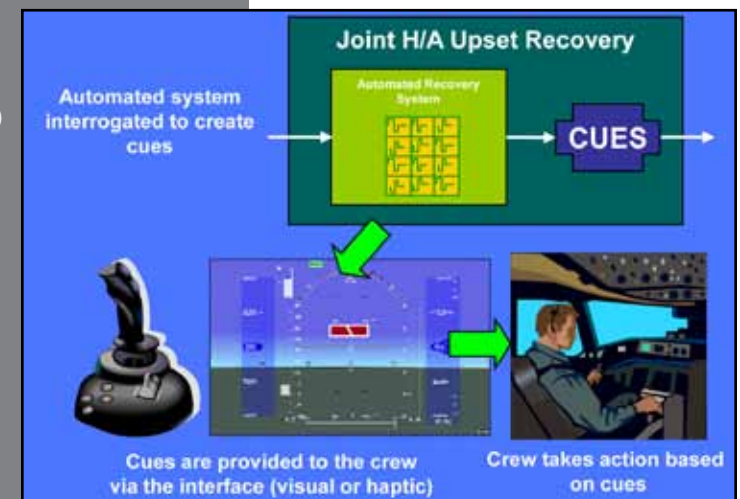 Joint H/A Upset Recovery
Automated system
interrogated to create
cues
Automated Recovery
System
CUES
Cues are provided to the crew
via the interface (visual or haptic)
Crew takes action based
on cues